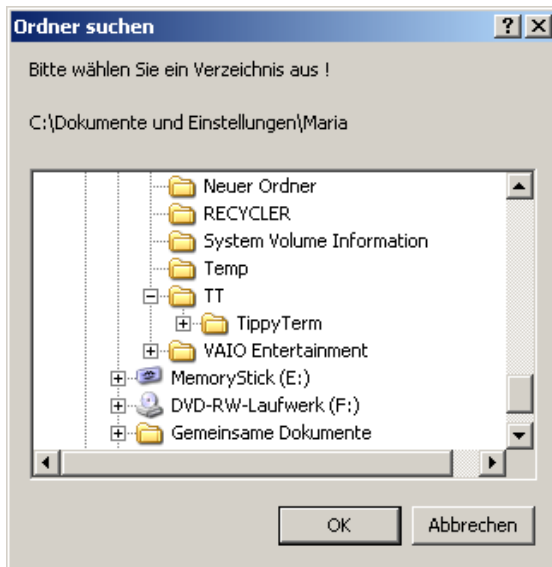 Ordner suchen
Bitte wählen Sie ein Verzeichnis aus !
C:\Dokumente und Einstellungen\Maria
Neuer Ordner
RECYCLER
System Volume Information
Temp
TT
TippyTerm
VAIO Entertainment
MemoryStick (E:)
DVD-RW-Laufwerk (F:)
Gemeinsame Dokumente
OK Abbrechen